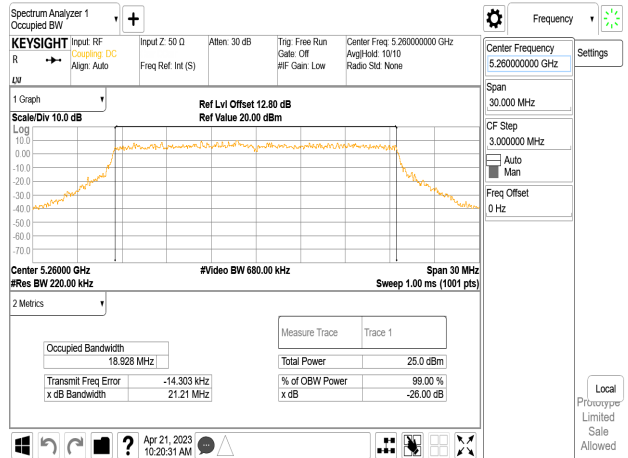 Spectrum Analyzer 1
Occupied BW
KEYSIGHT Input: RF Input Z: 50 Ω Atten: 30 dB Trig: Free Run Center Freq: 5.260000000 GHz
R Coupling: DC Gate: Off Avg|Hold: 10/10
Align: Auto Freq Ref: Int (S) #IF Gain: Low Radio Std: None
LXI
1 Graph
Ref Lvl Offset 12.80 dB
Scale/Div 10.0 dB Ref Value 20.00 dBm
Log
10.0
0.00
-10.0
-20.0
-30.0
-40.0
-50.0
-60.0
-70.0
Center 5.26000 GHz #Video BW 680.00 kHz Span 30 MHz
#Res BW 220.00 kHz Sweep 1.00 ms (1001 pts)
2 Metrics
Measure Trace Trace 1
Occupied Bandwidth
18.928 MHz Total Power 25.0 dBm
Transmit Freq Error -14.303 kHz % of OBW Power 99.00 %
x dB Bandwidth 21.21 MHz x dB -26.00 dB
Apr 21, 2023
10:20:31 AM
Frequency
Center Frequency
5.260000000 GHz
Settings
Span
30.000 MHz
CF Step
3.000000 MHz
Auto
Man
Freq Offset
0 Hz
Local
Prototype
Limited
Sale
Allowed